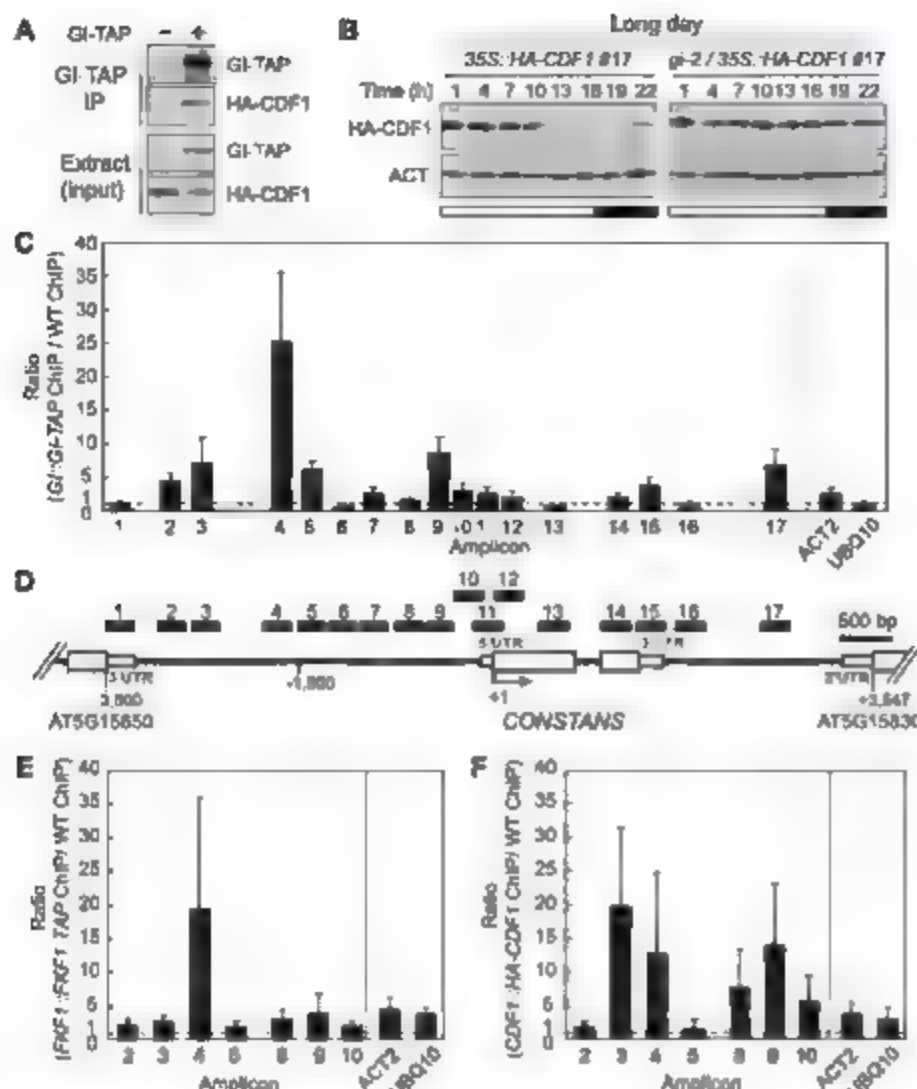 A
GI-TAP - +
GI-TAP
IP
GI-TAP
HA-CDF1
Extract
(input)
GI-TAP
HA-CDF1
B
Long day
35S::HA-CDF1 #17
gi-2 / 35S::HA-CDF1 #17
Time (h) 1 4 7 10 13 16 19 22 1 4 7 10 13 16 19 22
HA-CDF1
ACT
C
Ratio
(GI::GI-TAP ChIP / WT ChIP)
40
35
30
25
20
15
10
5
1
0
1 2 3 4 5 6 7 8 9 10 11 12 13 14 15 16 17 ACT2 UBQ10
Amplicon
D
10 12
1 2 3 4 5 6 7 8 9 11 13 14 15 16 17
500 bp
3'UTR
5'UTR
+1
AT5G15850
CONSTANS
AT5G15830
E
Ratio
(FKF1::FKF1-TAP ChIP / WT ChIP)
40
35
30
25
20
15
10
5
1
0
2 3 4 5 8 9 10 ACT2 UBQ10
Amplicon
F
Ratio
(CDF1::HA-CDF1 ChIP / WT ChIP)
40
35
30
25
20
15
10
5
1
0
2 3 4 5 8 9 10 ACT2 UBQ10
Amplicon